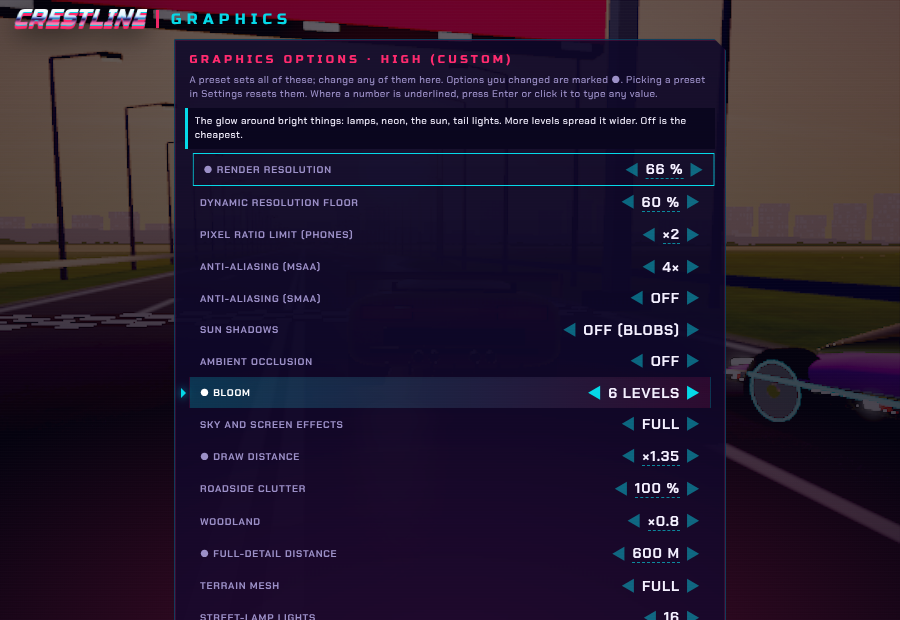 CRESTLINE | GRAPHICS
GRAPHICS OPTIONS · HIGH (CUSTOM)
A preset sets all of these; change any of them here. Options you changed are marked ●. Picking a preset
in Settings resets them. Where a number is underlined, press Enter or click it to type any value.
The glow around bright things: lamps, neon, the sun, tail lights. More levels spread it wider. Off is the
cheapest.
● RENDER RESOLUTION ◀ 66 % ▶
DYNAMIC RESOLUTION FLOOR ◀ 60 % ▶
PIXEL RATIO LIMIT (PHONES) ◀ ×2 ▶
ANTI-ALIASING (MSAA) ◀ 4× ▶
ANTI-ALIASING (SMAA) ◀ OFF ▶
SUN SHADOWS ◀ OFF (BLOBS) ▶
AMBIENT OCCLUSION ◀ OFF ▶
● BLOOM ◀ 6 LEVELS ▶
SKY AND SCREEN EFFECTS ◀ FULL ▶
● DRAW DISTANCE ◀ ×1.35 ▶
ROADSIDE CLUTTER ◀ 100 % ▶
WOODLAND ◀ ×0.8 ▶
● FULL-DETAIL DISTANCE ◀ 600 M ▶
TERRAIN MESH ◀ FULL ▶
STREET-LAMP LIGHTS ◀ 16 ▶